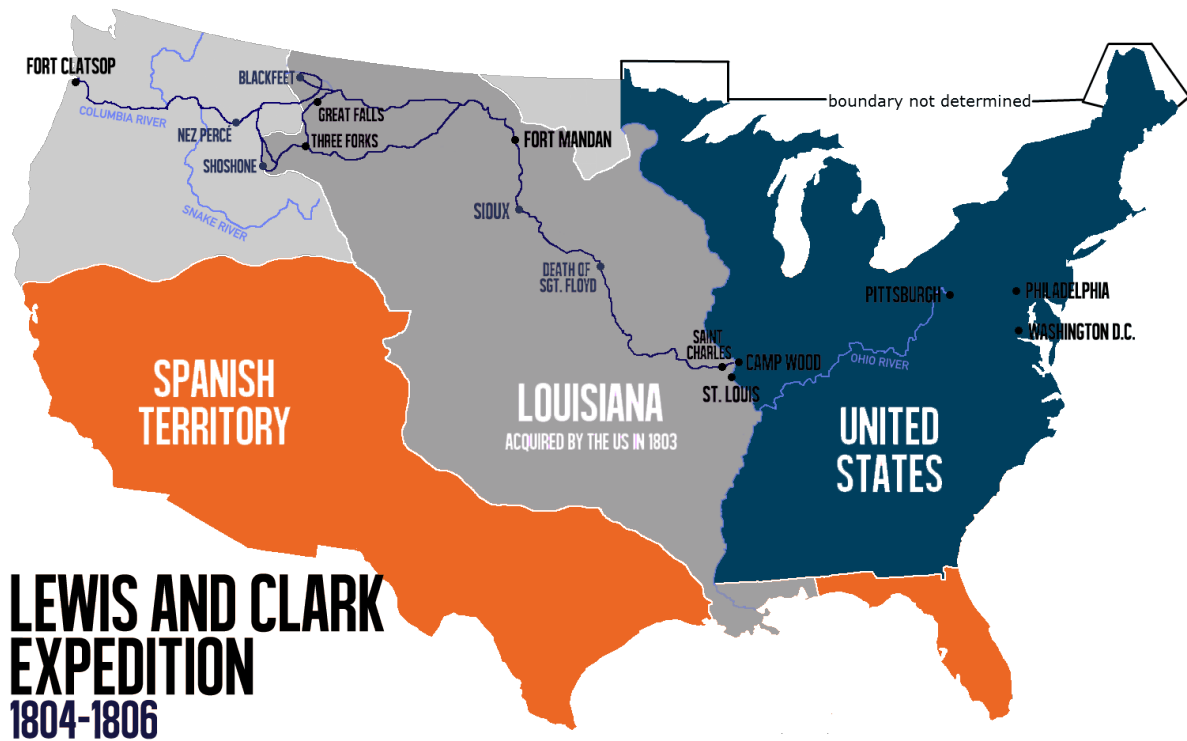 FORT CLATSOP
COLUMBIA RIVER
NEZ PERCÉ
SHOSHONE
SNAKE RIVER
BLACKFEET
GREAT FALLS
THREE FORKS
FORT MANDAN
SIOUX
DEATH OF
SGT. FLOYD
boundary not determined
SAINT
CHARLES
CAMP WOOD
ST. LOUIS
OHIO RIVER
PITTSBURGH
PHILADELPHIA
WASHINGTON D.C.
SPANISH
TERRITORY
LOUISIANA
ACQUIRED BY THE US IN 1803
UNITED
STATES
LEWIS AND CLARK
EXPEDITION
1804-1806